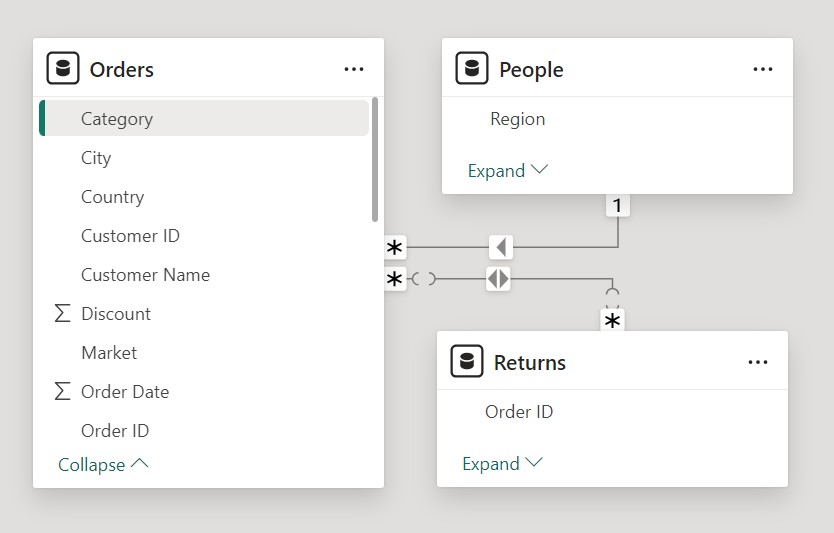 Orders
Category
City
Country
Customer ID
Customer Name
∑ Discount
Market
∑ Order Date
Order ID
Collapse
People
Region
Expand
1
*
*
*
Returns
Order ID
Expand